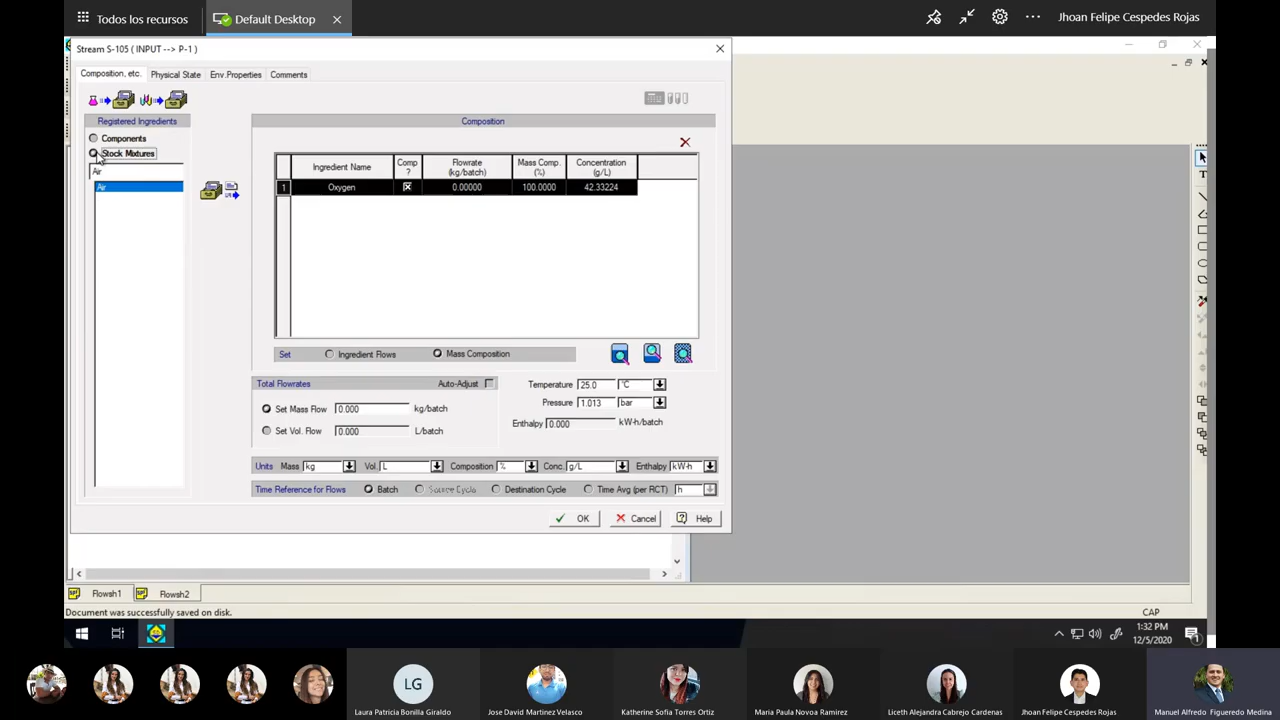 Todos los recursos
Default Desktop
Jhoan Felipe Cespedes Rojas
Stream S-105 ( INPUT --> P-1 )
Composition, etc.
Physical State
Env.Properties
Comments
Registered Ingredients
Components
Stock Mixtures
Air
Air
Composition
Ingredient Name
Comp ?
Flowrate (kg/batch)
Mass Comp. (%)
Concentration (g/L)
1 Oxygen 0.00000 100.0000 42.33224
Set Ingredient Flows Mass Composition
Total Flowrates Auto-Adjust
Set Mass Flow 0.000 kg/batch
Set Vol. Flow 0.000 L/batch
Temperature 25.0 °C
Pressure 1.013 bar
Enthalpy 0.000 kW-h/batch
Units Mass kg Vol. L Composition % Conc. g/L Enthalpy kW-h
Time Reference for Flows Batch Source Cycle Destination Cycle Time Avg (per RCT) h
OK Cancel Help
Flowsh1 Flowsh2
Document was successfully saved on disk.
CAP
1:32 PM
12/5/2020
1
LG
Laura Patricia Bonilla Giraldo
Jose David Martinez Velasco
Katherine Sofia Torres Ortiz
Maria Paula Novoa Ramirez
Liceth Alejandra Cabrejo Cardenas
Jhoan Felipe Cespedes Rojas
Manuel Alfredo Figueredo Medina